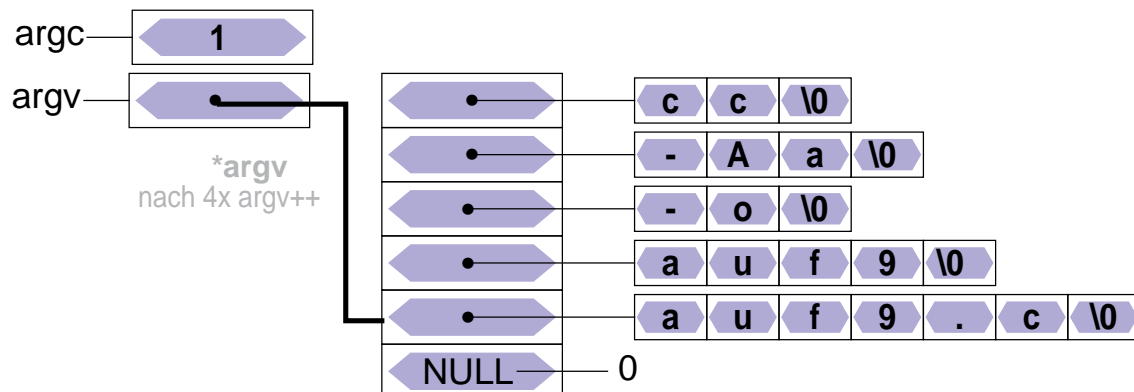 argc 1
argv c c \0
*argv - A a \0
nach 4x argv++
- o \0
a u f 9 \0
a u f 9 . c \0
NULL 0